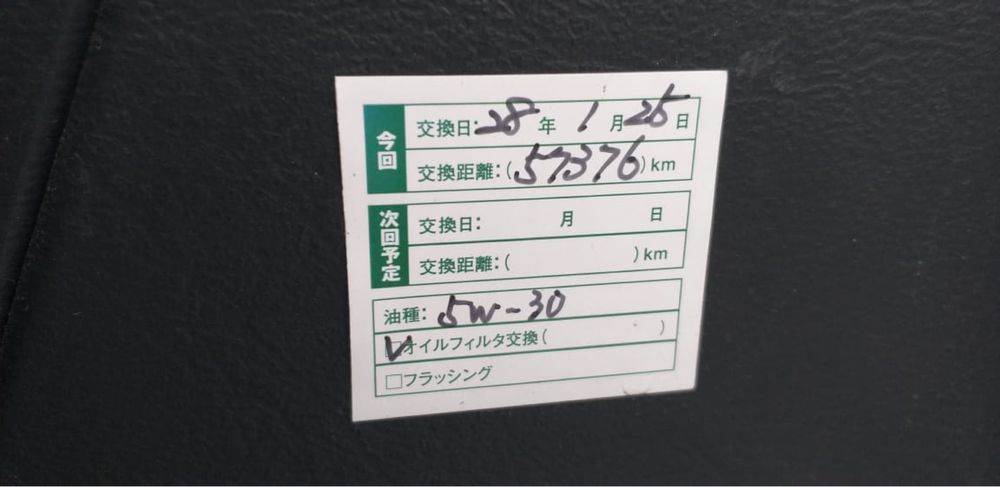 今回
交換日: 28 年 1 月 25 日
交換距離: (57376) km
次回予定
交換日: 月 日
交換距離: ( ) km
油種: 5W-30
☑オイルフィルタ交換( )
□フラッシング